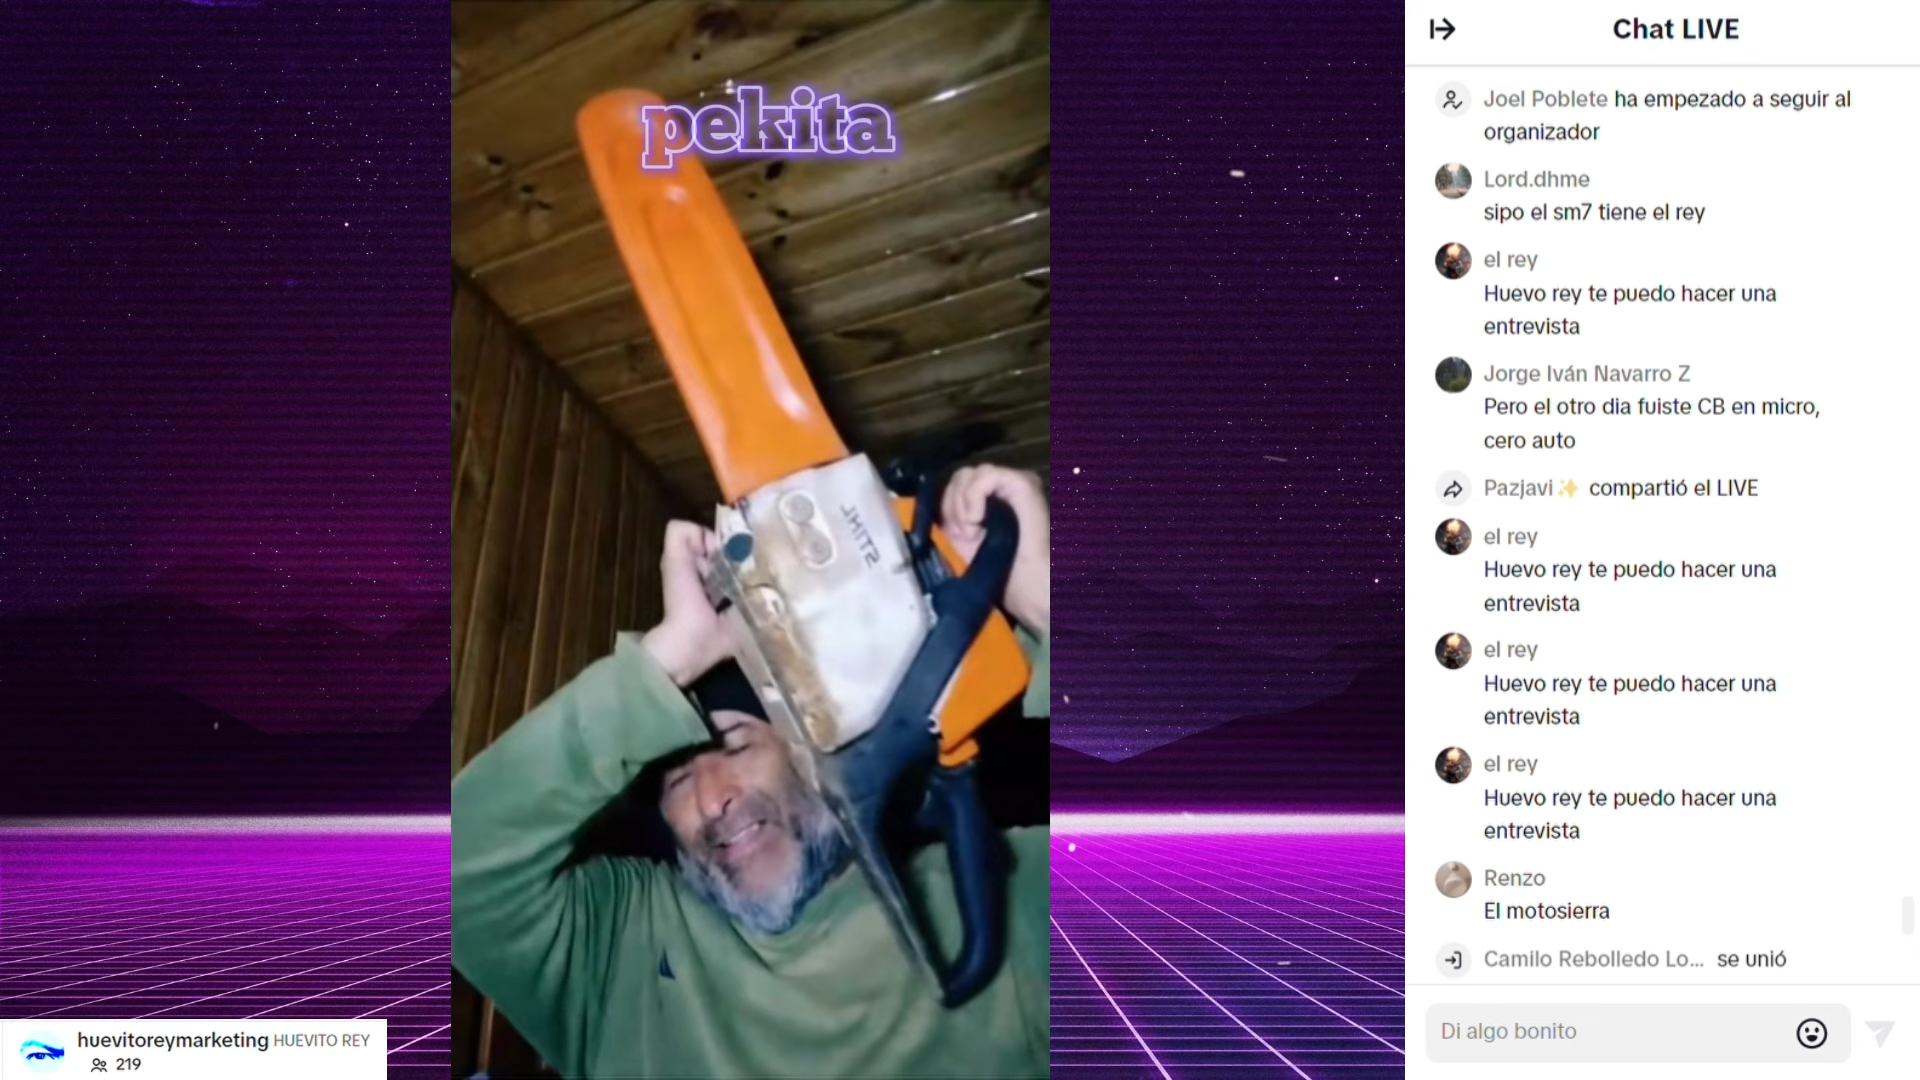 pekita
STIHL
huevitoreymarketing HUEVITO REY
219
Chat LIVE
Joel Poblete ha empezado a seguir al
organizador
Lord.dhme
sipo el sm7 tiene el rey
el rey
Huevo rey te puedo hacer una
entrevista
Jorge Iván Navarro Z
Pero el otro dia fuiste CB en micro,
cero auto
Pazjavi✨ compartió el LIVE
el rey
Huevo rey te puedo hacer una
entrevista
el rey
Huevo rey te puedo hacer una
entrevista
el rey
Huevo rey te puedo hacer una
entrevista
Renzo
El motosierra
Camilo Rebolledo Lo... se unió
Di algo bonito